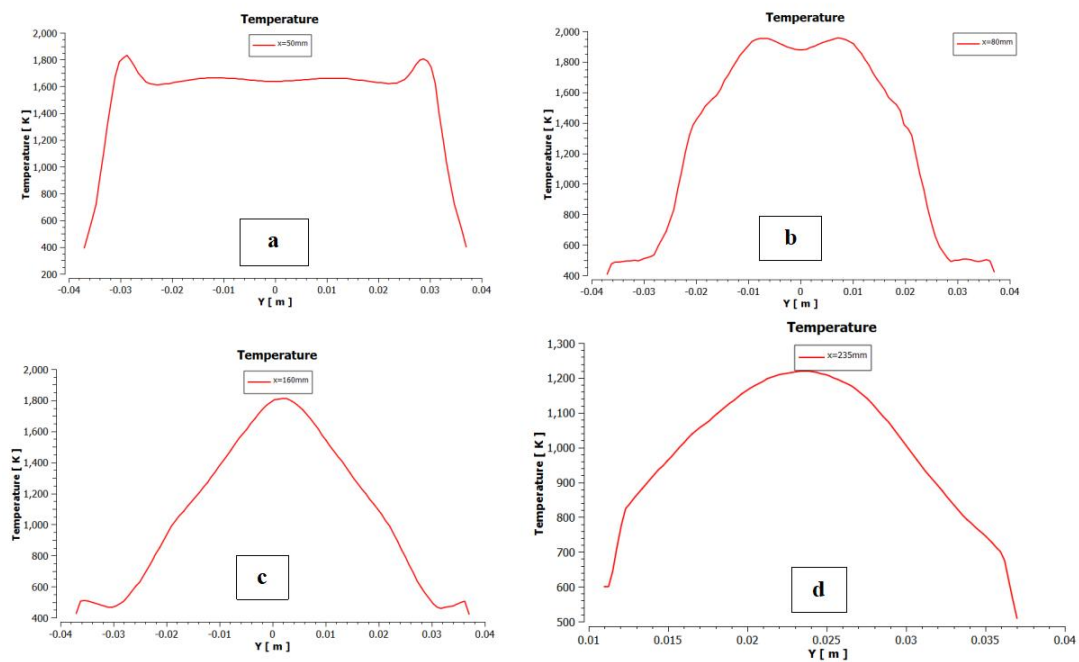 Temperature
x=50mm
2,000
1,800
1,600
1,400
1,200
1,000
800
600
400
200
Temperature [ K ]
a
-0.04 -0.03 -0.02 -0.01 0 0.01 0.02 0.03 0.04
Y [ m ]
Temperature
x=80mm
2,000
1,800
1,600
1,400
1,200
1,000
800
600
400
Temperature [ K ]
b
-0.04 -0.03 -0.02 -0.01 0 0.01 0.02 0.03 0.04
Y [ m ]
Temperature
x=160mm
2,000
1,800
1,600
1,400
1,200
1,000
800
600
400
Temperature [ K ]
c
-0.04 -0.03 -0.02 -0.01 0 0.01 0.02 0.03 0.04
Y [ m ]
Temperature
x=235mm
1,300
1,200
1,100
1,000
900
800
700
600
500
Temperature [ K ]
d
0.01 0.015 0.02 0.025 0.03 0.035 0.04
Y [ m ]